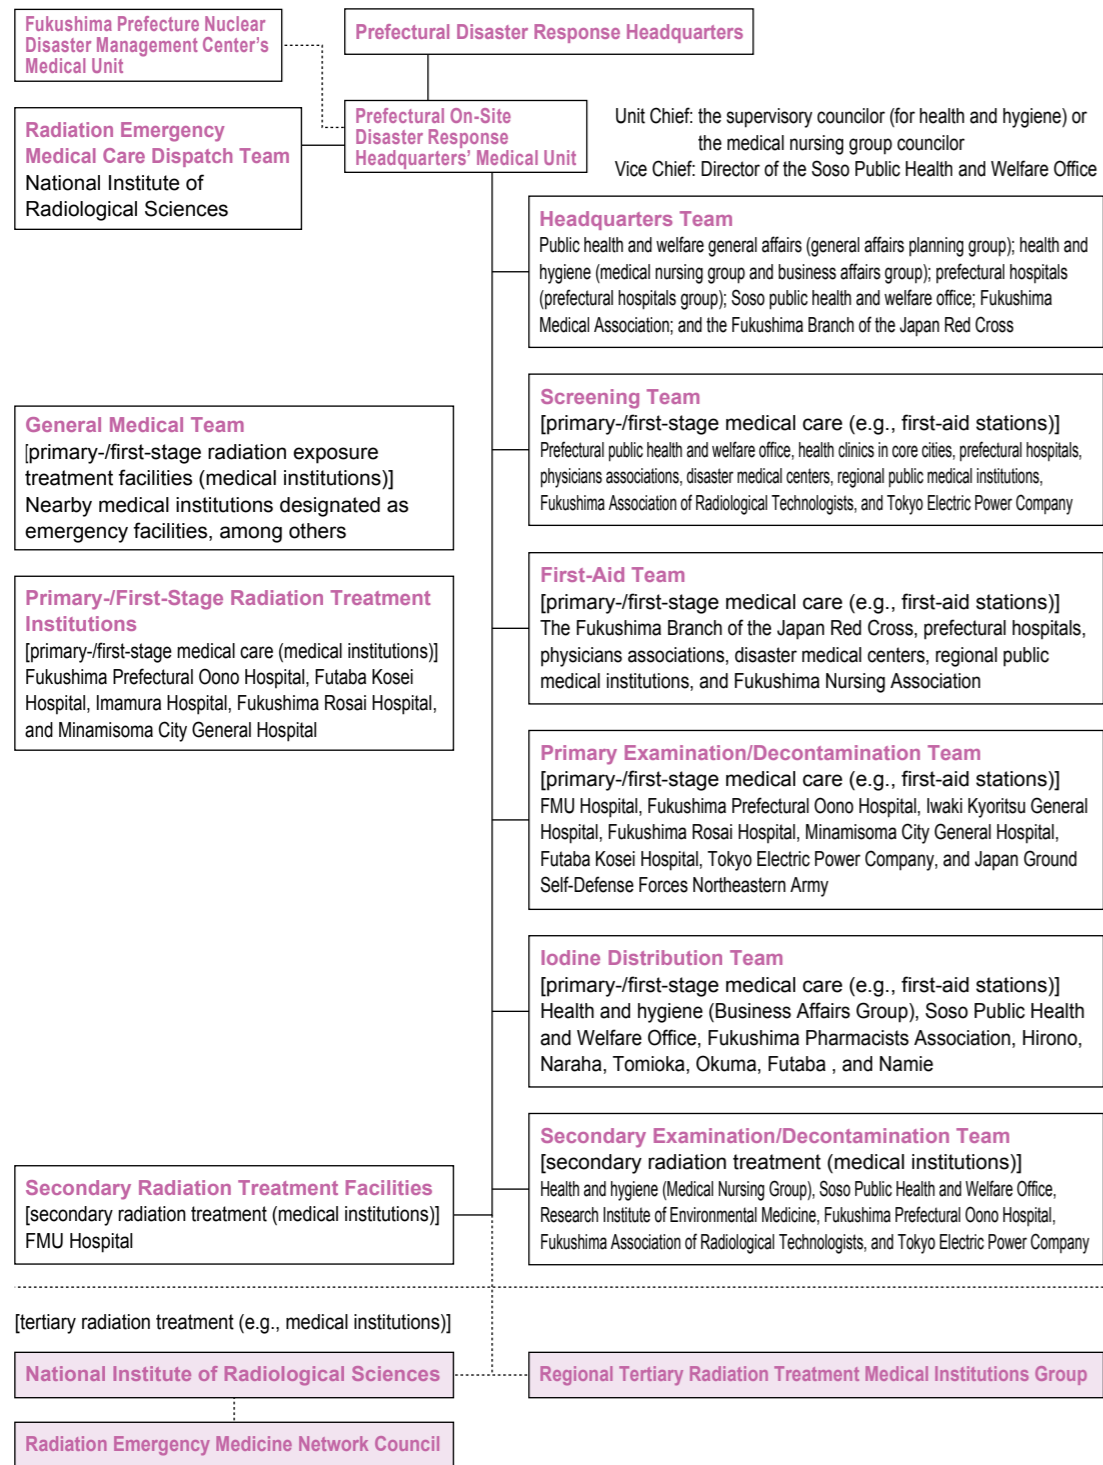 Fukushima Prefecture Nuclear
Disaster Management Center's
Medical Unit
Prefectural Disaster Response Headquarters
Radiation Emergency
Medical Care Dispatch Team
National Institute of
Radiological Sciences
Prefectural On-Site
Disaster Response
Headquarters' Medical Unit
Unit Chief: the supervisory councilor (for health and hygiene) or
the medical nursing group councilor
Vice Chief: Director of the Soso Public Health and Welfare Office
Headquarters Team
Public health and welfare general affairs (general affairs planning group); health and
hygiene (medical nursing group and business affairs group); prefectural hospitals
(prefectural hospitals group); Soso public health and welfare office; Fukushima
Medical Association; and the Fukushima Branch of the Japan Red Cross
Screening Team
[primary-/first-stage medical care (e.g., first-aid stations)]
Prefectural public health and welfare office, health clinics in core cities, prefectural hospitals,
physicians associations, disaster medical centers, regional public medical institutions,
Fukushima Association of Radiological Technologists, and Tokyo Electric Power Company
General Medical Team
[primary-/first-stage radiation exposure
treatment facilities (medical institutions)]
Nearby medical institutions designated as
emergency facilities, among others
First-Aid Team
[primary-/first-stage medical care (e.g., first-aid stations)]
The Fukushima Branch of the Japan Red Cross, prefectural hospitals,
physicians associations, disaster medical centers, regional public
medical institutions, and Fukushima Nursing Association
Primary-/First-Stage Radiation Treatment
Institutions
[primary-/first-stage medical care (medical institutions)]
Fukushima Prefectural Oono Hospital, Futaba Kosei
Hospital, Imamura Hospital, Fukushima Rosai Hospital,
and Minamisoma City General Hospital
Primary Examination/Decontamination Team
[primary-/first-stage medical care (e.g., first-aid stations)]
FMU Hospital, Fukushima Prefectural Oono Hospital, Iwaki Kyoritsu General
Hospital, Fukushima Rosai Hospital, Minamisoma City General Hospital,
Futaba Kosei Hospital, Tokyo Electric Power Company, and Japan Ground
Self-Defense Forces Northeastern Army
Iodine Distribution Team
[primary-/first-stage medical care (e.g., first-aid stations)]
Health and hygiene (Business Affairs Group), Soso Public Health
and Welfare Office, Fukushima Pharmacists Association, Hirono,
Naraha, Tomioka, Okuma, Futaba , and Namie
Secondary Examination/Decontamination Team
[secondary radiation treatment (medical institutions)]
Health and hygiene (Medical Nursing Group), Soso Public Health and Welfare Office,
Research Institute of Environmental Medicine, Fukushima Prefectural Oono Hospital,
Fukushima Association of Radiological Technologists, and Tokyo Electric Power Company
Secondary Radiation Treatment Facilities
[secondary radiation treatment (medical institutions)]
FMU Hospital
[tertiary radiation treatment (e.g., medical institutions)]
National Institute of Radiological Sciences
Regional Tertiary Radiation Treatment Medical Institutions Group
Radiation Emergency Medicine Network Council